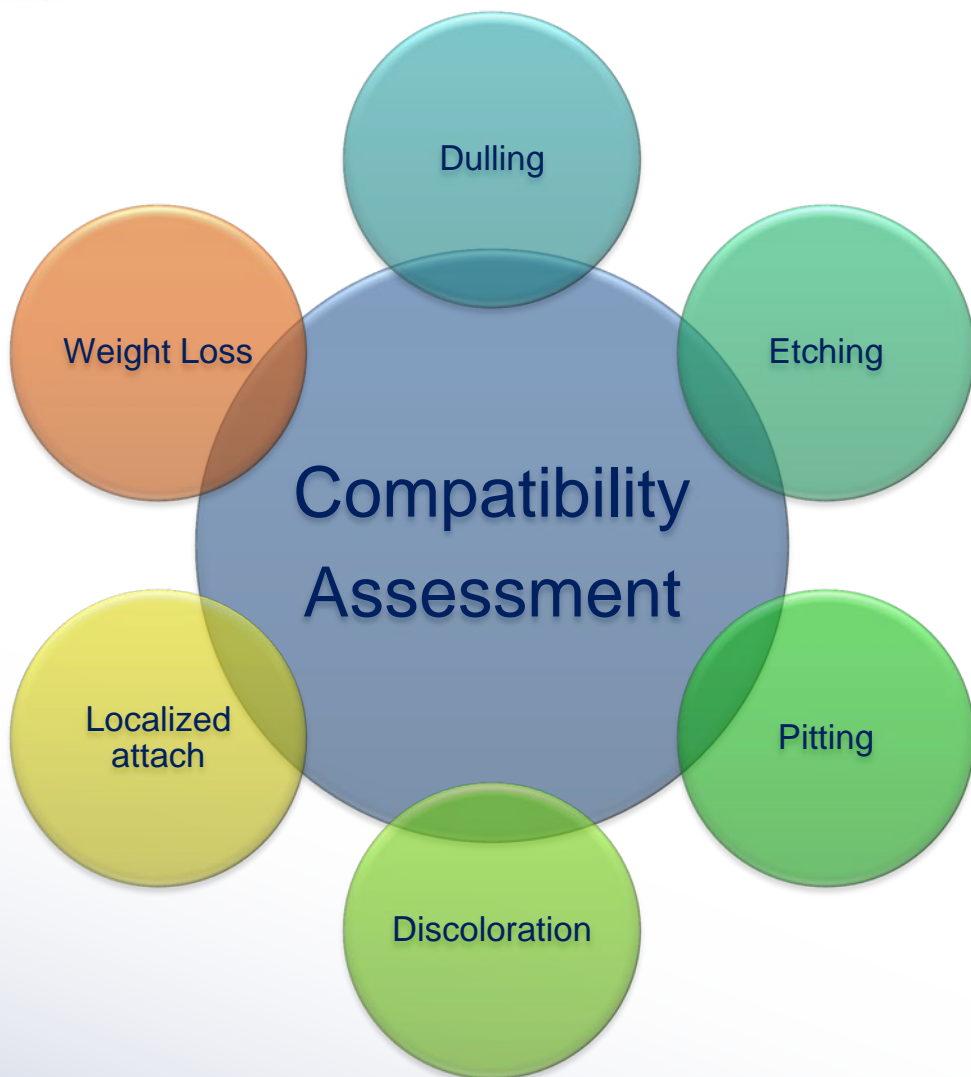 Dulling
Weight Loss
Etching
Compatibility
Assessment
Localized
attach
Pitting
Discoloration